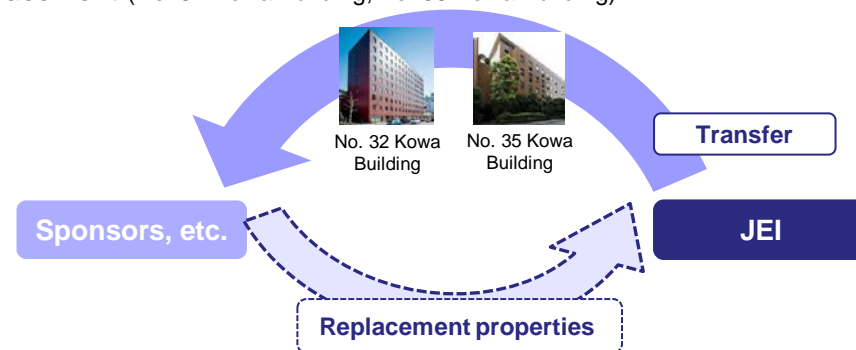 No. 32 Kowa
Building
No. 35 Kowa
Building
Transfer
Sponsors, etc.
JEI
Replacement properties